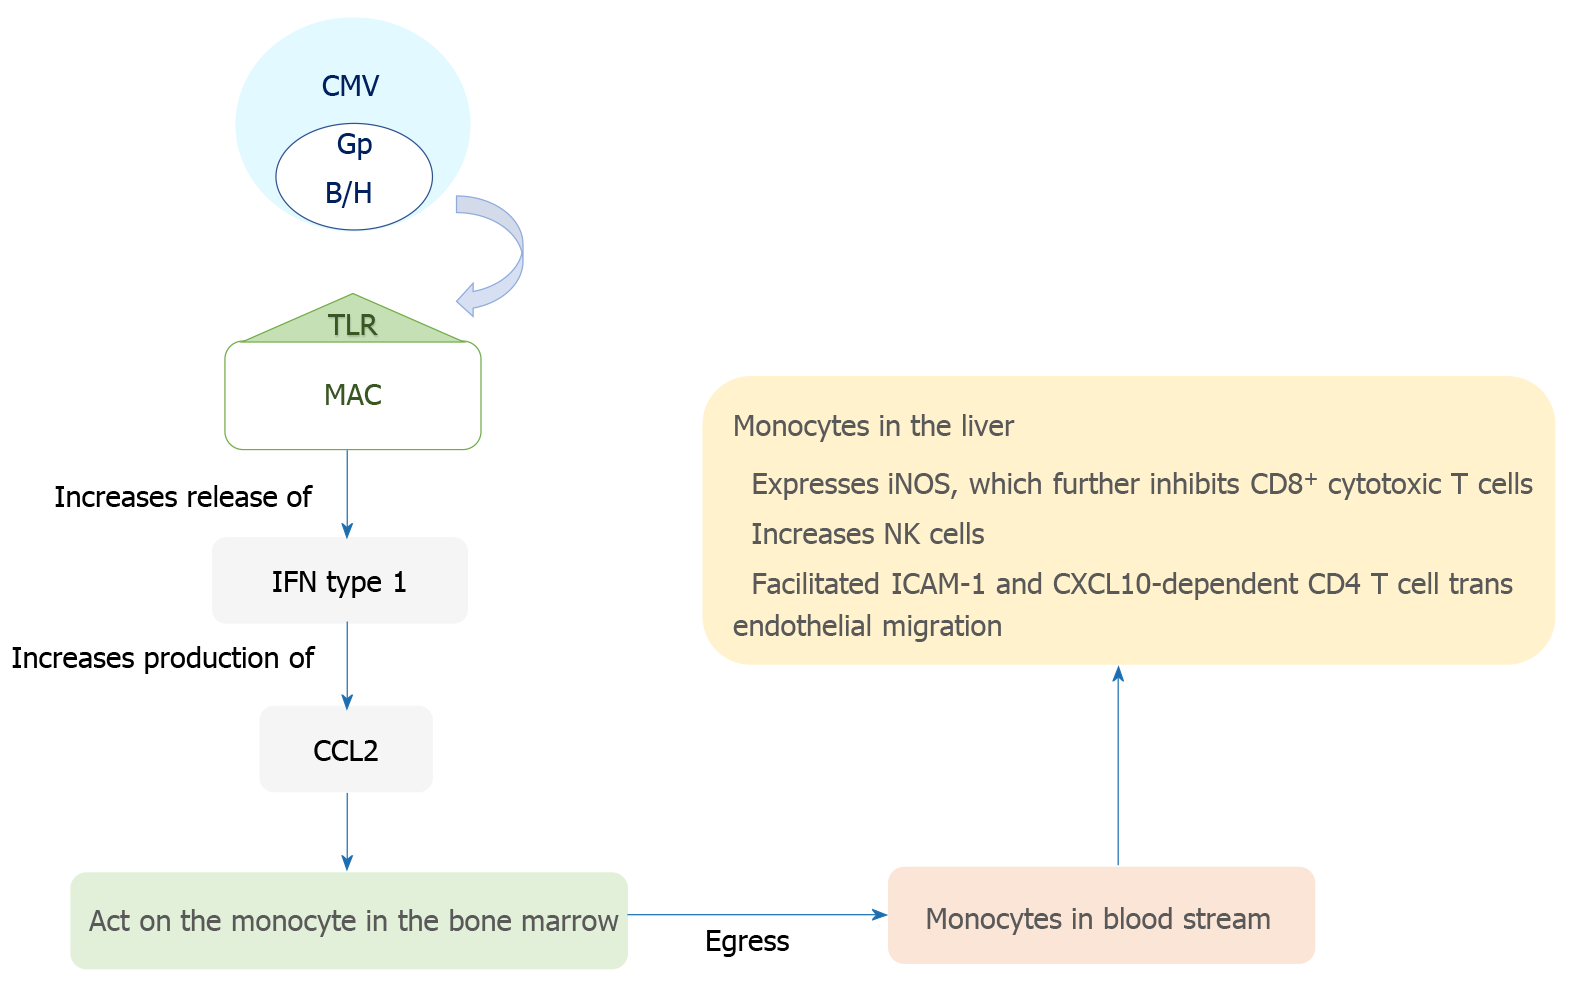 CMV
Gp
B/H
TLR
MAC
Increases release of
IFN type 1
Increases production of
CCL2
Act on the monocyte in the bone marrow
Egress
Monocytes in blood stream
Monocytes in the liver
Expresses iNOS, which further inhibits CD8⁺ cytotoxic T cells
Increases NK cells
Facilitated ICAM-1 and CXCL10-dependent CD4 T cell trans
endothelial migration